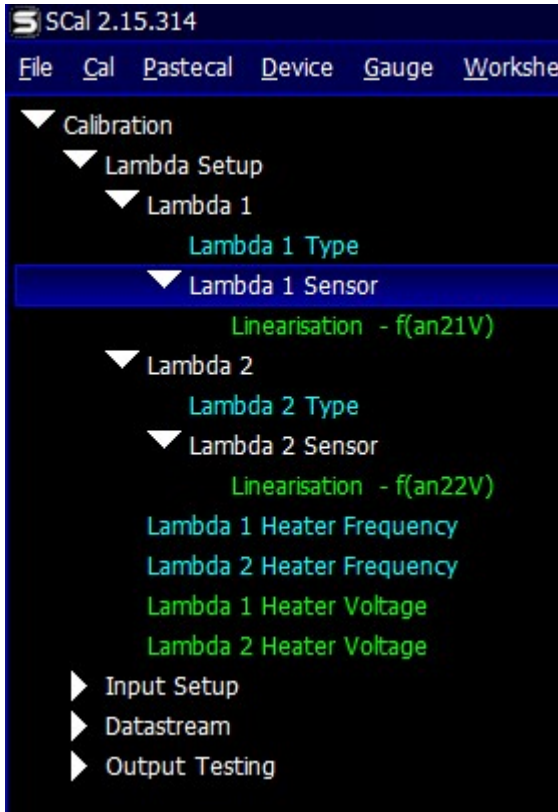 SCal 2.15.314
File Cal Pastecal Device Gauge Workshe
Calibration
Lambda Setup
Lambda 1
Lambda 1 Type
Lambda 1 Sensor
Linearisation - f(an21V)
Lambda 2
Lambda 2 Type
Lambda 2 Sensor
Linearisation - f(an22V)
Lambda 1 Heater Frequency
Lambda 2 Heater Frequency
Lambda 1 Heater Voltage
Lambda 2 Heater Voltage
Input Setup
Datastream
Output Testing